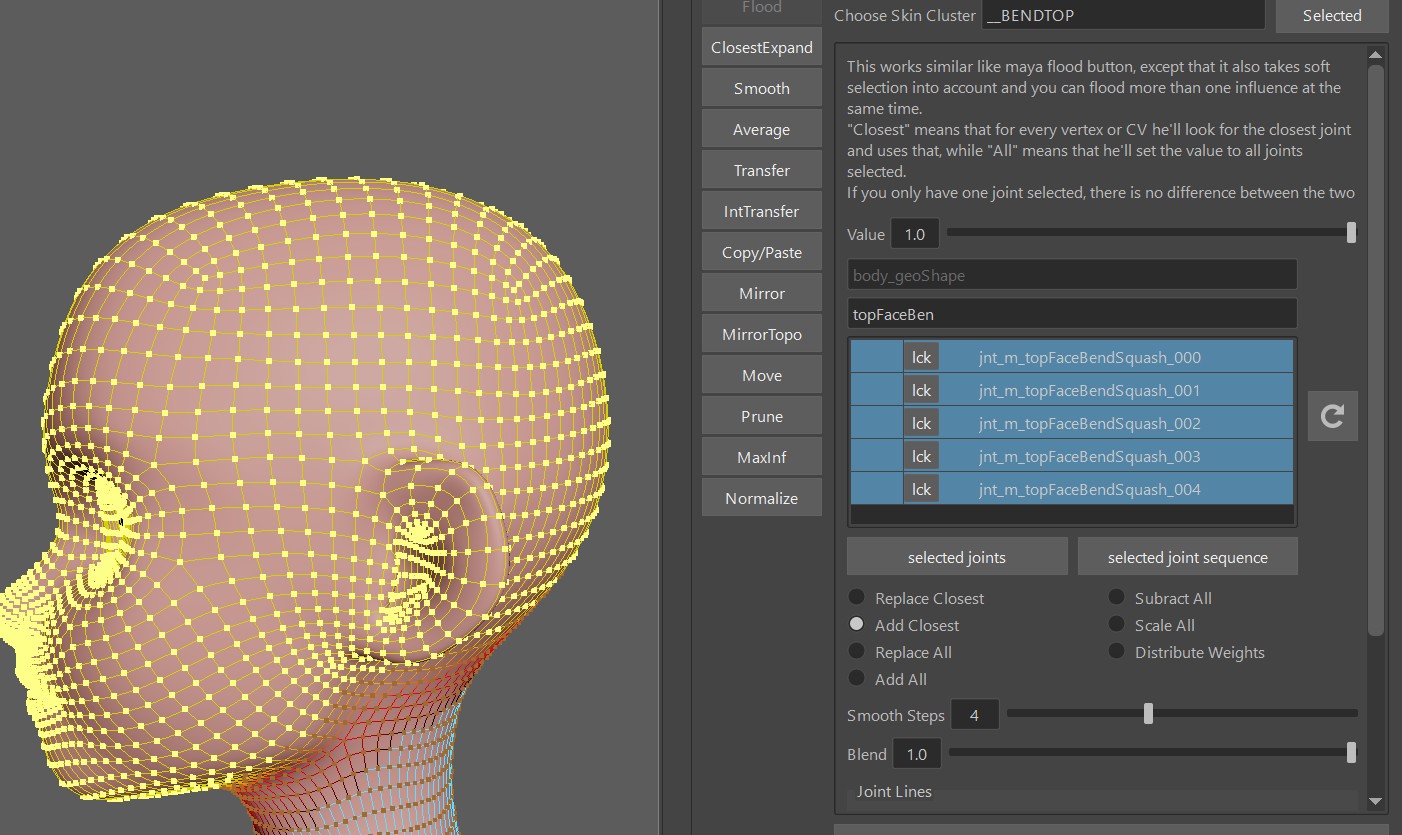 Flood
ClosestExpand
Smooth
Average
Transfer
IntTransfer
Copy/Paste
Mirror
MirrorTopo
Move
Prune
MaxInf
Normalize
Choose Skin Cluster __BENDTOP Selected
This works similar like maya flood button, except that it also takes soft
selection into account and you can flood more than one influence at the
same time.
"Closest" means that for every vertex or CV he'll look for the closest joint
and uses that, while "All" means that he'll set the value to all joints
selected.
If you only have one joint selected, there is no difference between the two
Value 1.0
body_geoShape
topFaceBen
lck jnt_m_topFaceBendSquash_000
lck jnt_m_topFaceBendSquash_001
lck jnt_m_topFaceBendSquash_002
lck jnt_m_topFaceBendSquash_003
lck jnt_m_topFaceBendSquash_004
selected joints selected joint sequence
Replace Closest Subract All
Add Closest Scale All
Replace All Distribute Weights
Add All
Smooth Steps 4
Blend 1.0
Joint Lines